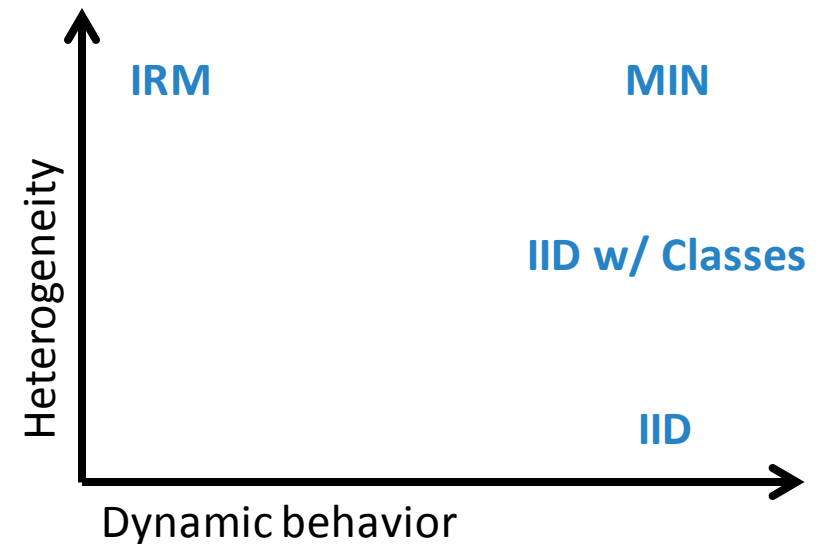 IRM
MIN
Heterogeneity
IID w/ Classes
IID
Dynamic behavior